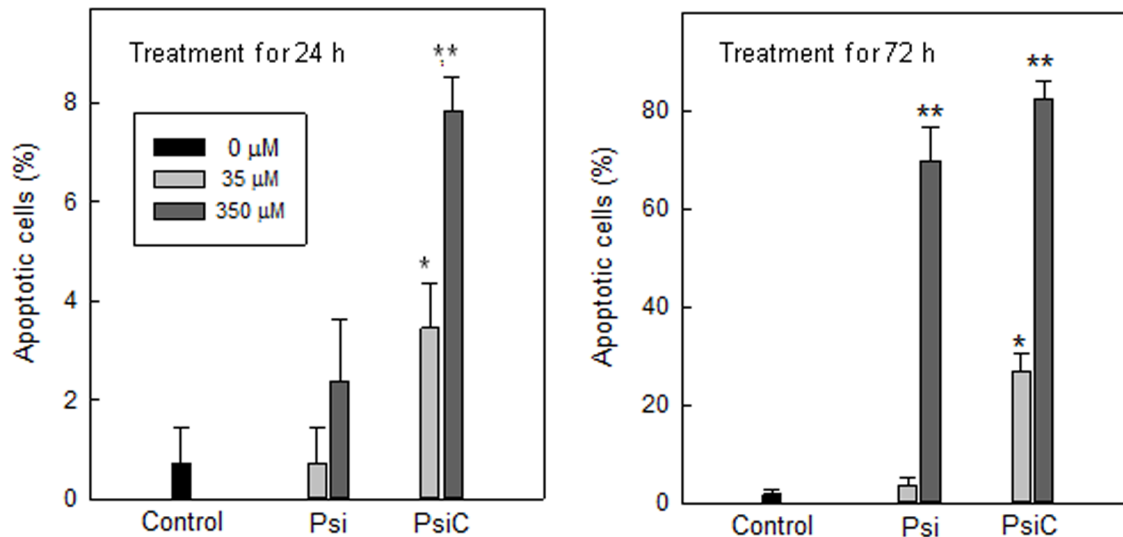 Treatment for 24 h
**
8
0 µM
35 µM
350 µM
6
*
4
2
0
Apoptotic cells (%)
Control
Psi
PsiC
Treatment for 72 h
**
**
80
60
40
*
20
0
Apoptotic cells (%)
Control
Psi
PsiC